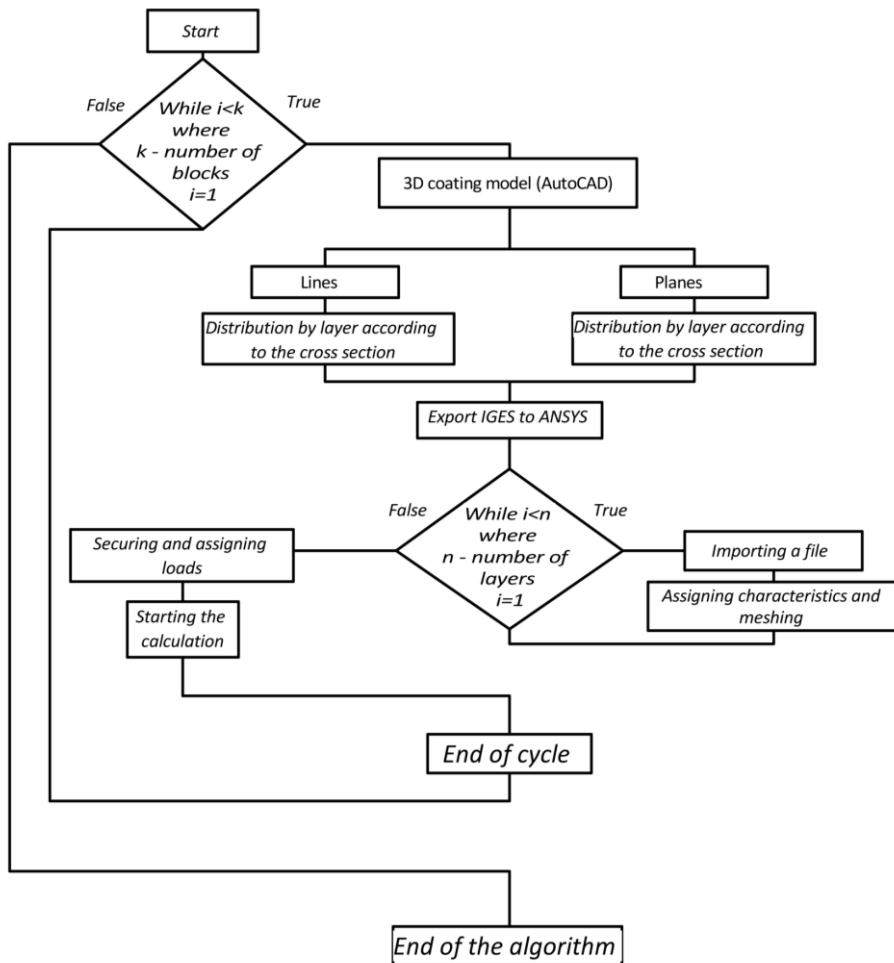 Start
False
True
While i<k
where
k - number of
blocks
i=1
3D coating model (AutoCAD)
Lines
Planes
Distribution by layer according
to the cross section
Distribution by layer according
to the cross section
Export IGES to ANSYS
False
True
While i<n
where
n - number of
layers
i=1
Securing and assigning
loads
Importing a file
Assigning characteristics and
meshing
Starting the
calculation
End of cycle
End of the algorithm